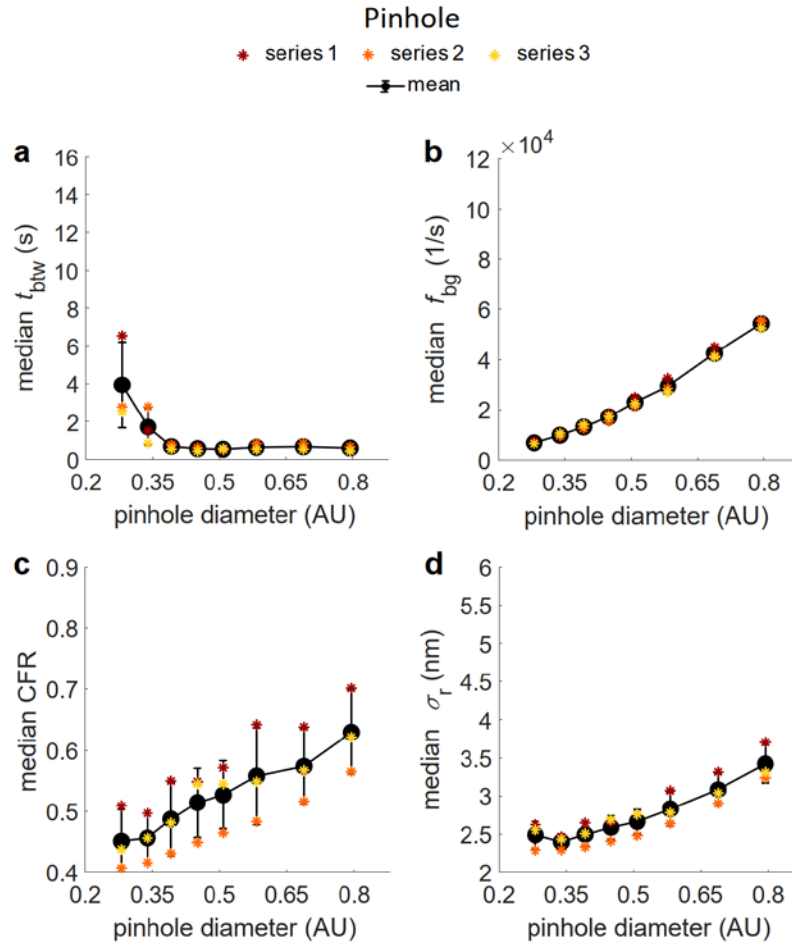 Pinhole
series 1 series 2 series 3
mean
a
16
14
12
10
8
6
4
2
0
median t_btw (s)
0.2 0.35 0.5 0.65 0.8
pinhole diameter (AU)
b
×10^4
12
10
8
6
4
2
0
median f_bg (1/s)
0.2 0.35 0.5 0.65 0.8
pinhole diameter (AU)
c
0.9
0.8
0.7
0.6
0.5
0.4
median CFR
0.2 0.35 0.5 0.65 0.8
pinhole diameter (AU)
d
6
5.5
5
4.5
4
3.5
3
2.5
2
median σ_r (nm)
0.2 0.35 0.5 0.65 0.8
pinhole diameter (AU)